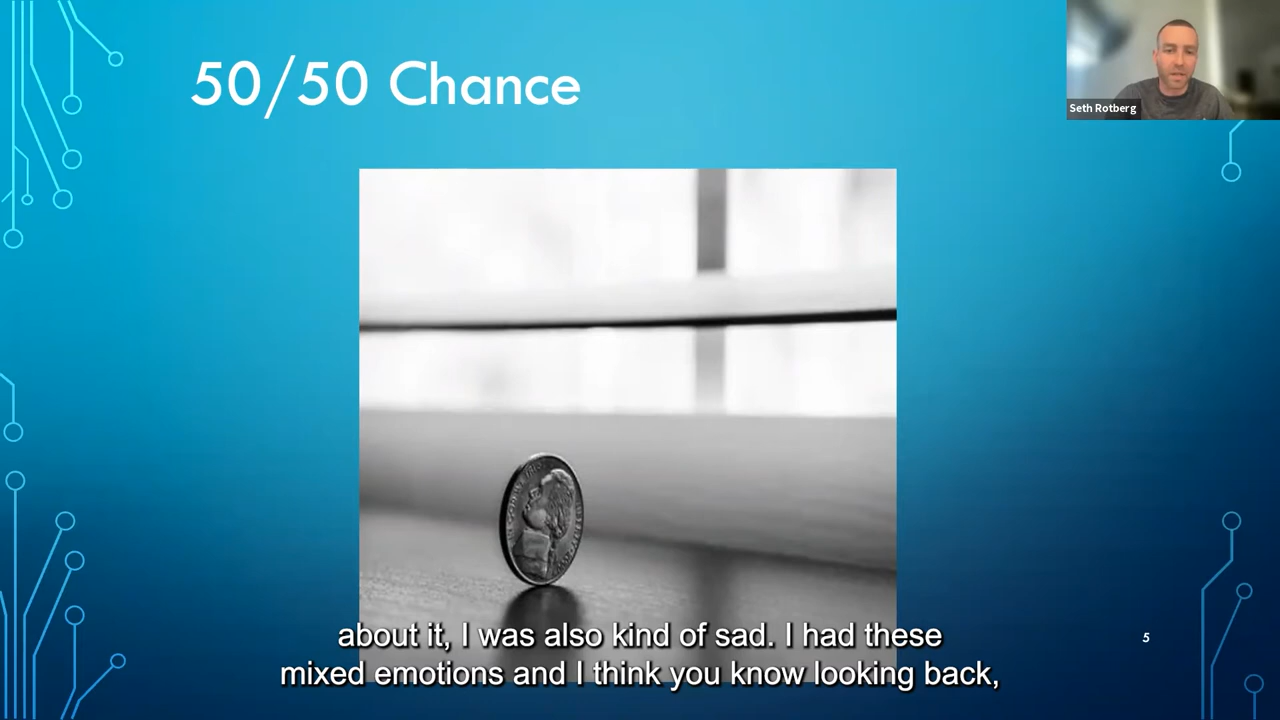 50/50 Chance
Seth Rotberg
about it, I was also kind of sad. I had these
mixed emotions and I think you know looking back,
5